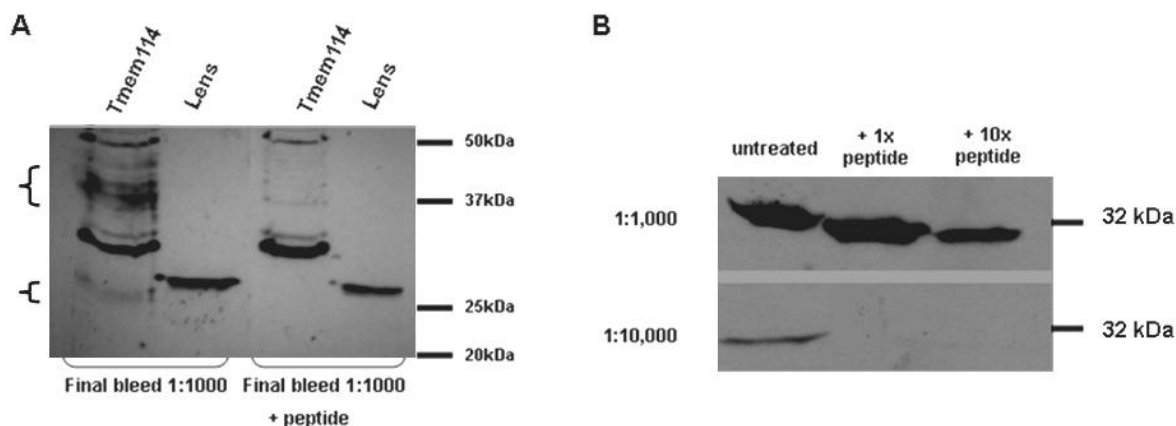 A
Tmem114
Lens
Tmem114
Lens
50kDa
37kDa
25kDa
20kDa
Final bleed 1:1000
Final bleed 1:1000
+ peptide
B
untreated
+ 1x
peptide
+ 10x
peptide
1:1,000
32 kDa
1:10,000
32 kDa